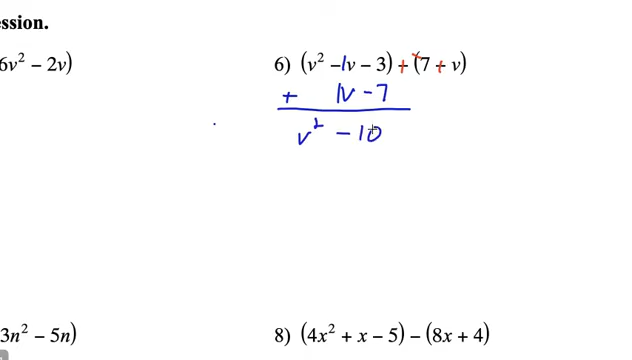 ession.
6v² − 2v)
6) (v² − 1v − 3) + (⁻7 + v)
+ 1v − 7
v² − 10
3n² − 5n)
8) (4x² + x − 5) − (8x + 4)